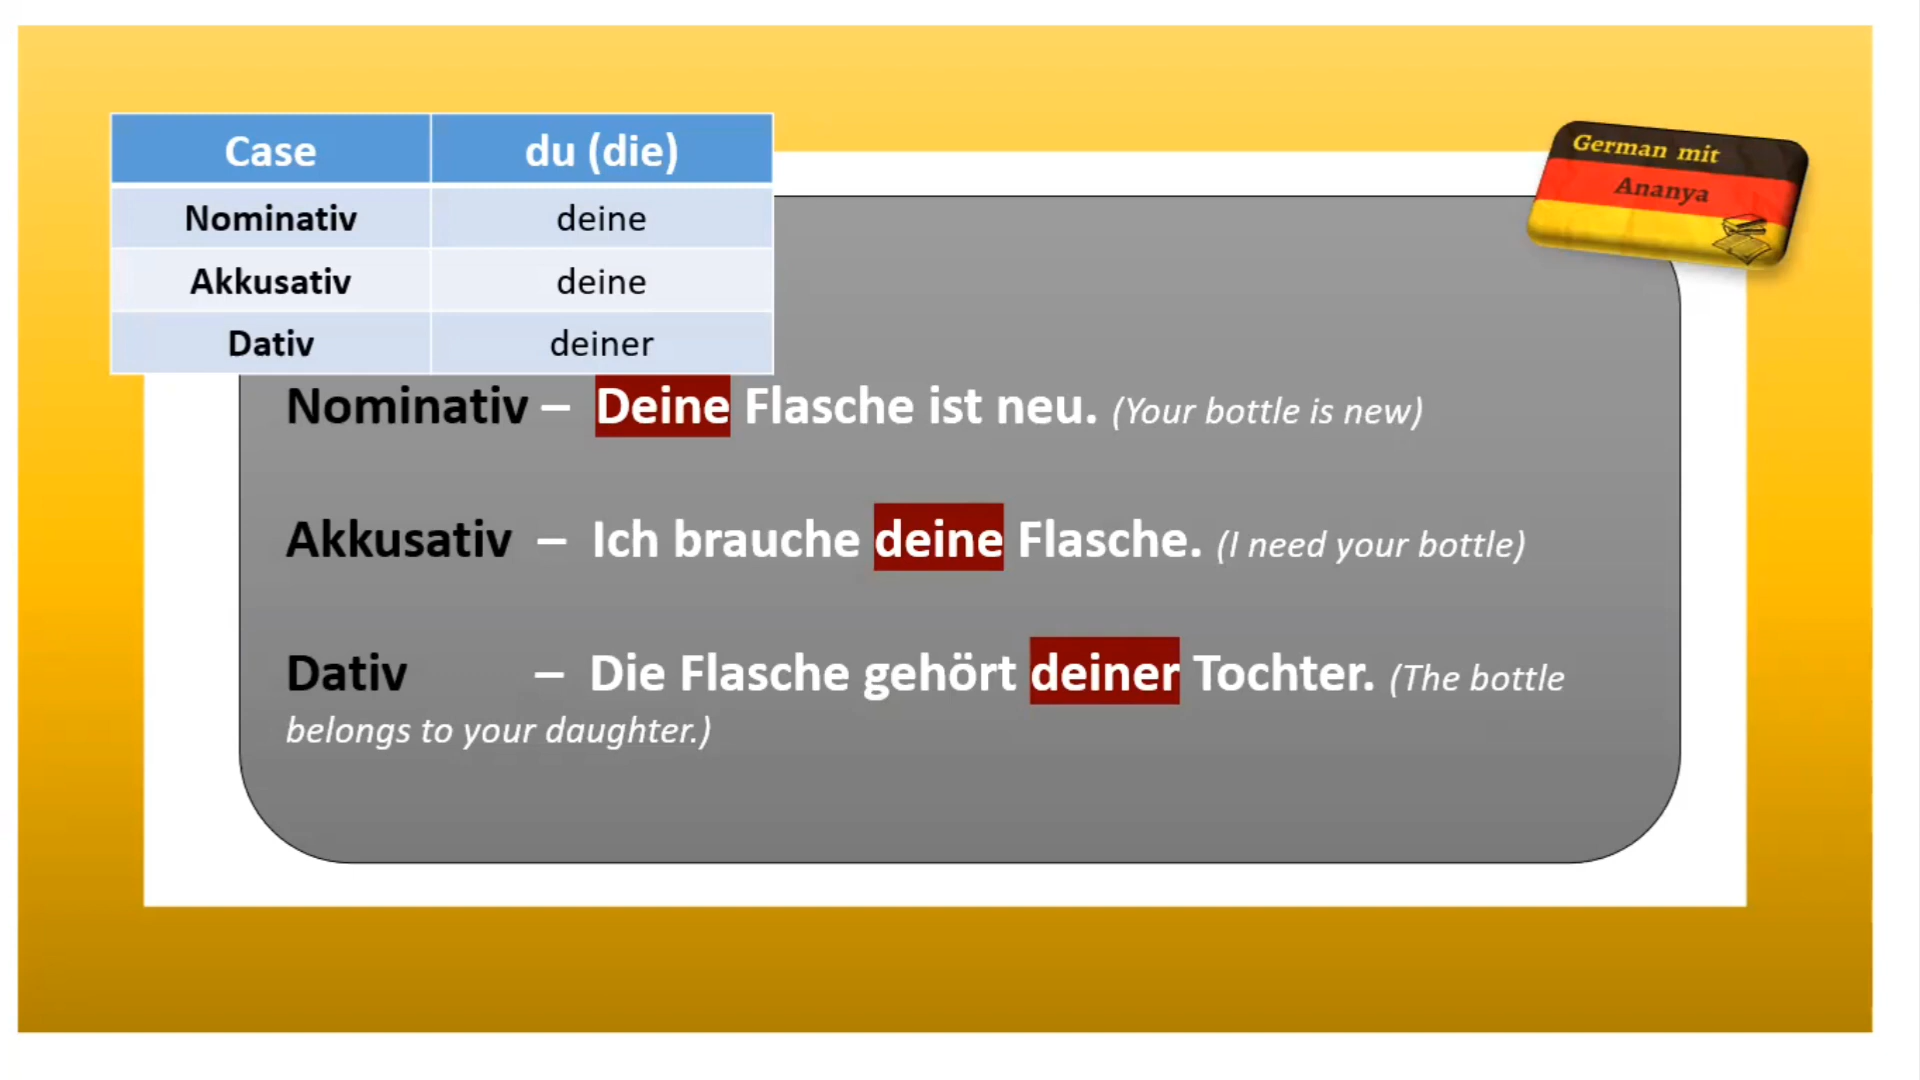 Case du (die)
Nominativ deine
Akkusativ deine
Dativ deiner
German mit
Ananya
Nominativ – Deine Flasche ist neu. (Your bottle is new)
Akkusativ – Ich brauche deine Flasche. (I need your bottle)
Dativ – Die Flasche gehört deiner Tochter. (The bottle
belongs to your daughter.)